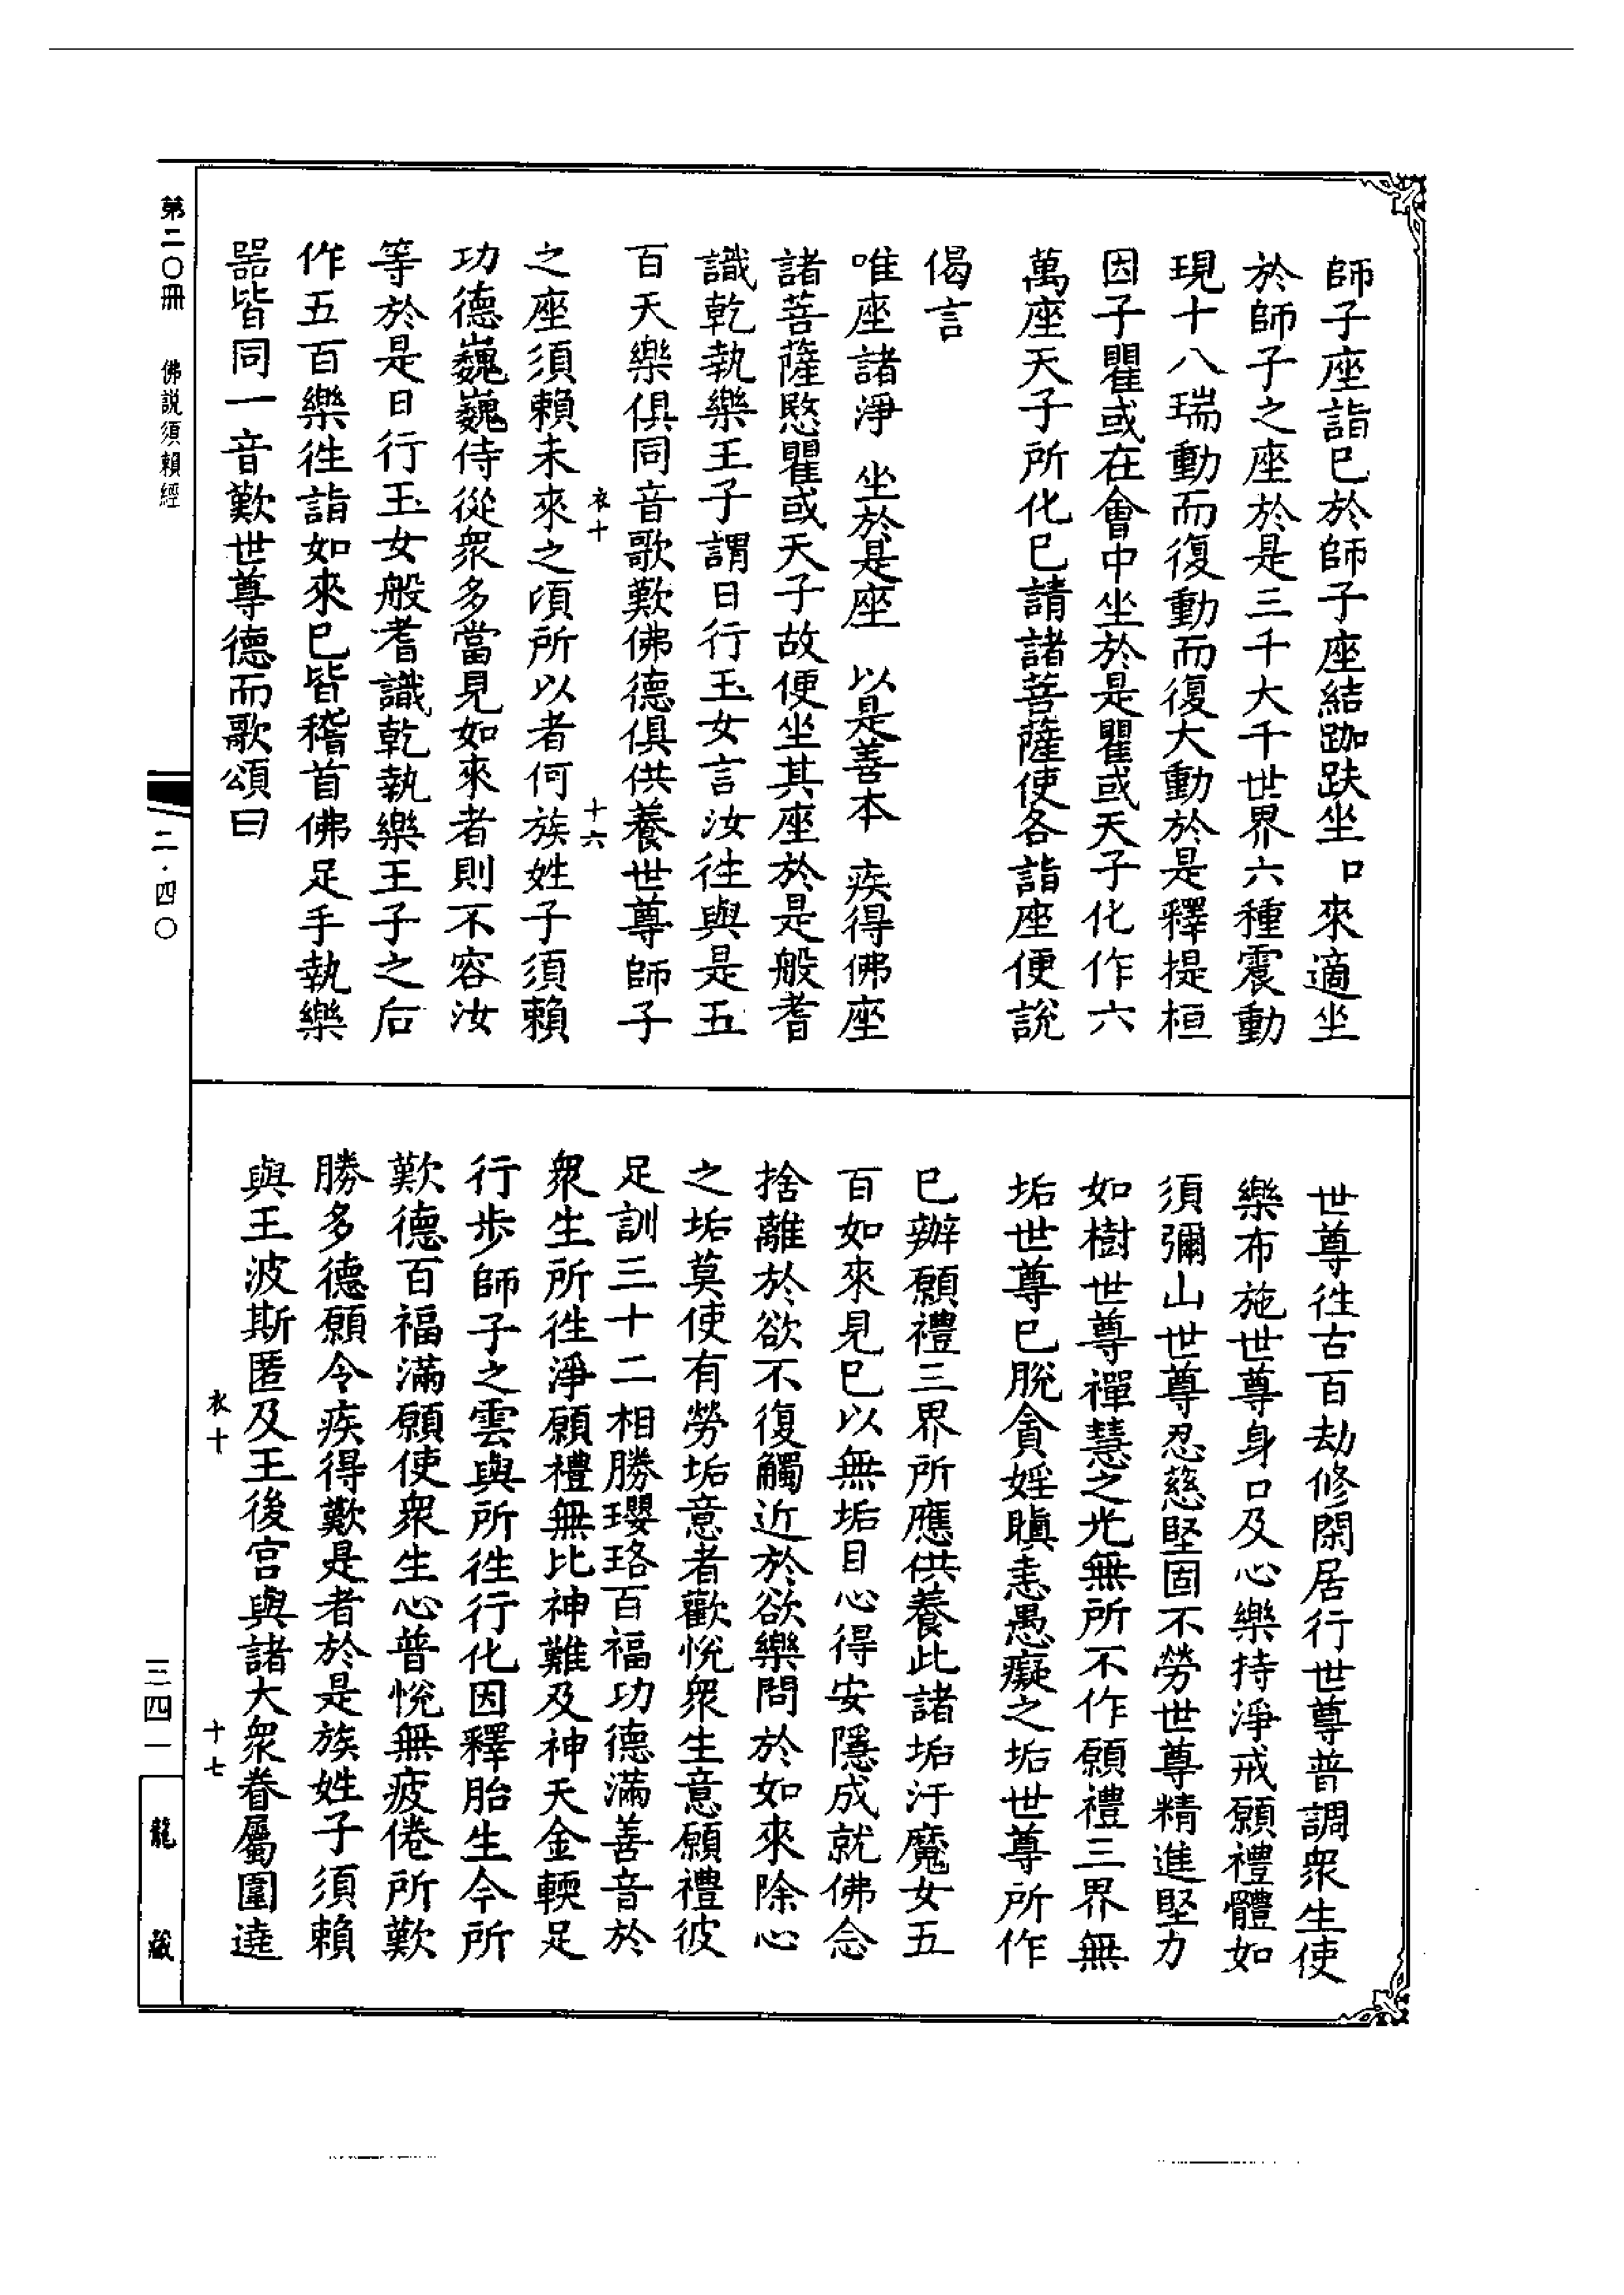 師子座詣巳於師子座結跏趺坐口來適坐
於師子之座於是三千大千世界六種震動
現十八瑞動而復動而復大動於是釋提桓
因子瞿或在會中坐於是瞿或天子化作六
萬座天子所化巳請諸菩薩使各詣座便說
偈言
唯座諸淨　坐於是座　以是善本　疾得佛座
諸菩薩愍瞿或天子故便坐其座於是般耆
識乾執樂王子謂日行玉女言汝往與是五
百天樂俱同音歌歎佛德俱供養世尊師子
衣十　十六
之座須賴未來之頃所以者何族姓子須賴
功德巍巍侍從衆多當見如來者則不容汝
等於是日行玉女般耆識乾執樂王子之后
作五百樂徃詣如來巳皆稽首佛足手執樂
噐皆同一音歎世尊德而歌頌曰
世尊徃古百劫修閑居行世尊普調衆生使
樂布施世尊身口及心樂持淨戒願禮體如
須彌山世尊忍慈堅固不勞世尊精進堅力
如樹世尊禪慧之光無所不作願禮三界無
垢世尊巳脫貪婬瞋恚愚癡之垢世尊所作
巳辦願禮三界所應供養此諸垢汙魔女五
百如來見巳以無垢目心得安隱成就佛念
捨離於欲不復觸近於欲樂問於如來除心
之垢莫使有勞垢意者歡悅衆生意願禮彼
足訓三十二相勝瓔珞百福功德滿善音於
衆生所徃淨願禮無比神難及神天金輭足
行步師子之雲與所徃行化因釋胎生今所
歎德百福滿願使衆生心普悅無疲倦所歎
勝多德願令疾得歎是者於是族姓子須賴
與王波斯匿及王後宮與諸大衆眷屬圍遶
衣十　十七
第二〇冊　佛説須賴經
二·四〇
三四一
龍藏